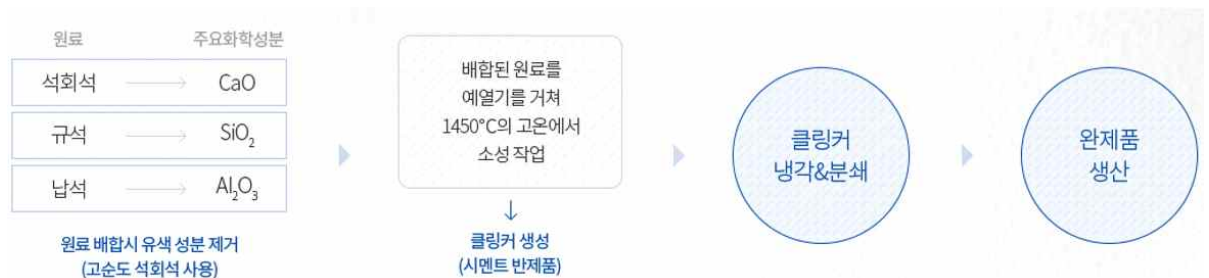 원료 주요화학성분
석회석 → CaO
규석 → SiO₂
납석 → Al₂O₃
원료 배합시 유색 성분 제거
(고순도 석회석 사용)
배합된 원료를
예열기를 거쳐
1450°C의 고온에서
소성 작업
클링커 생성
(시멘트 반제품)
클링커
냉각&분쇄
완제품
생산